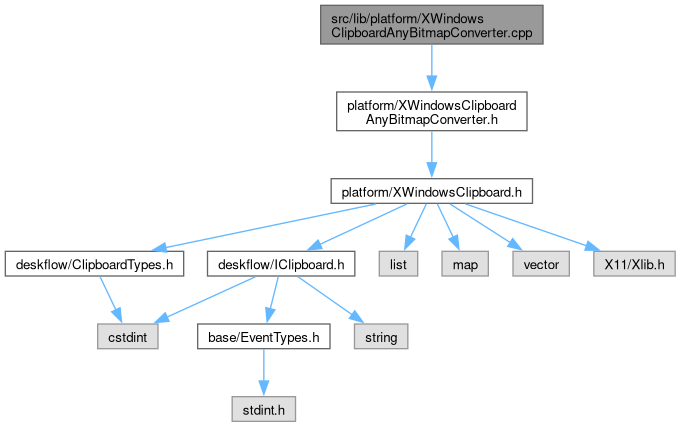 src/lib/platform/XWindows
ClipboardAnyBitmapConverter.cpp
platform/XWindowsClipboard
AnyBitmapConverter.h
platform/XWindowsClipboard.h
deskflow/ClipboardTypes.h
deskflow/IClipboard.h
list
map
vector
X11/Xlib.h
cstdint
base/EventTypes.h
string
stdint.h